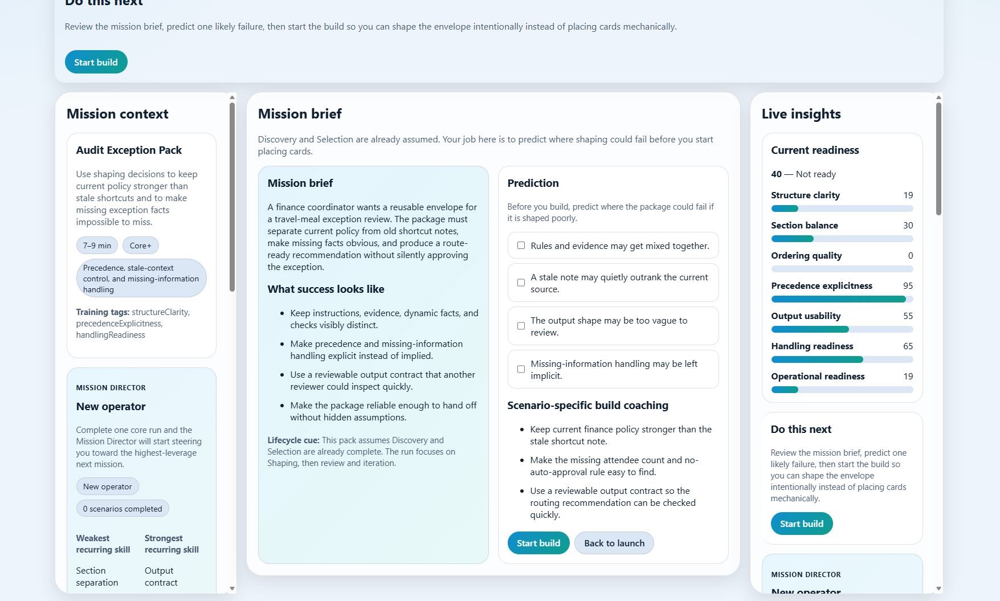 Do this next
Review the mission brief, predict one likely failure, then start the build so you can shape the envelope intentionally instead of placing cards mechanically.
Start build
Mission context
Audit Exception Pack
Use shaping decisions to keep
current policy stronger than
stale shortcuts and to make
missing exception facts
impossible to miss.
7–9 min
Core+
Precedence, stale-context
control, and missing-information
handling
Training tags: structureClarity,
precedenceExplicitness,
handlingReadiness
MISSION DIRECTOR
New operator
Complete one core run and the
Mission Director will start steering
you toward the highest-leverage
next mission.
New operator
0 scenarios completed
Weakest
recurring skill
Strongest
recurring skill
Section
separation
Output
contract
Mission brief
Discovery and Selection are already assumed. Your job here is to predict where shaping could fail before you start
placing cards.
Mission brief
A finance coordinator wants a reusable envelope for
a travel-meal exception review. The package must
separate current policy from old shortcut notes,
make missing facts obvious, and produce a route-
ready recommendation without silently approving
the exception.
What success looks like
Keep instructions, evidence, dynamic facts, and
checks visibly distinct.
Make precedence and missing-information
handling explicit instead of implied.
Use a reviewable output contract that another
reviewer could inspect quickly.
Make the package reliable enough to hand off
without hidden assumptions.
Lifecycle cue: This pack assumes Discovery and
Selection are already complete. The run focuses on
Shaping, then review and iteration.
Prediction
Before you build, predict where the package could fail if
it is shaped poorly.
Rules and evidence may get mixed together.
A stale note may quietly outrank the current
source.
The output shape may be too vague to
review.
Missing-information handling may be left
implicit.
Scenario-specific build coaching
Keep current finance policy stronger than the
stale shortcut note.
Make the missing attendee count and no-
auto-approval rule easy to find.
Use a reviewable output contract so the
routing recommendation can be checked
quickly.
Start build
Back to launch
Live insights
Current readiness
40 — Not ready
Structure clarity 19
Section balance 30
Ordering quality 0
Precedence explicitness 95
Output usability 55
Handling readiness 65
Operational readiness 19
Do this next
Review the mission brief, predict one
likely failure, then start the build so
you can shape the envelope
intentionally instead of placing cards
mechanically.
Start build
MISSION DIRECTOR
New operator